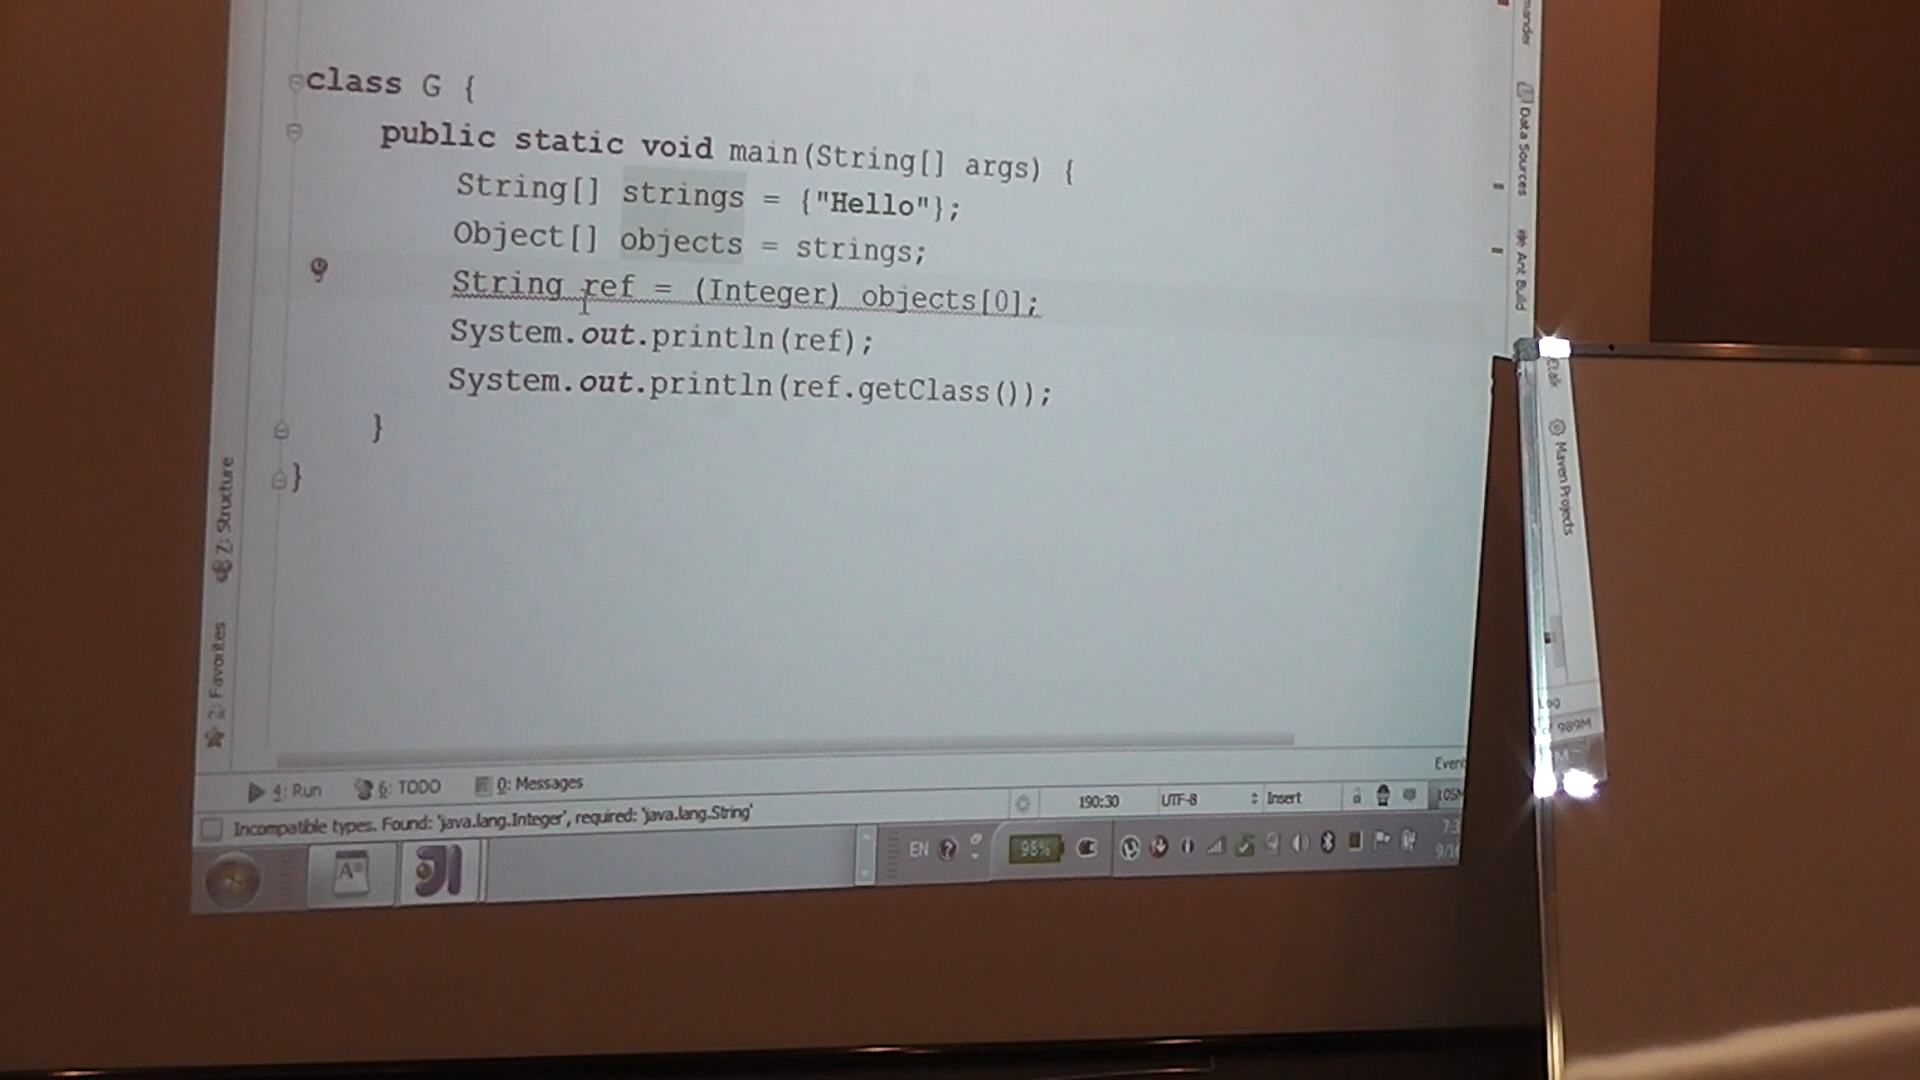 class G {
public static void main(String[] args) {
String[] strings = {"Hello"};
Object[] objects = strings;
String ref = (Integer) objects[0];
System.out.println(ref);
System.out.println(ref.getClass());
}
}
Z: Structure
2: Favorites
Data Sources
Ant Build
Maven Projects
989M
4: Run
6: TODO
0: Messages
Incompatible types. Found: 'java.lang.Integer', required: 'java.lang.String'
190:30
UTF-8
Insert
EN
98%